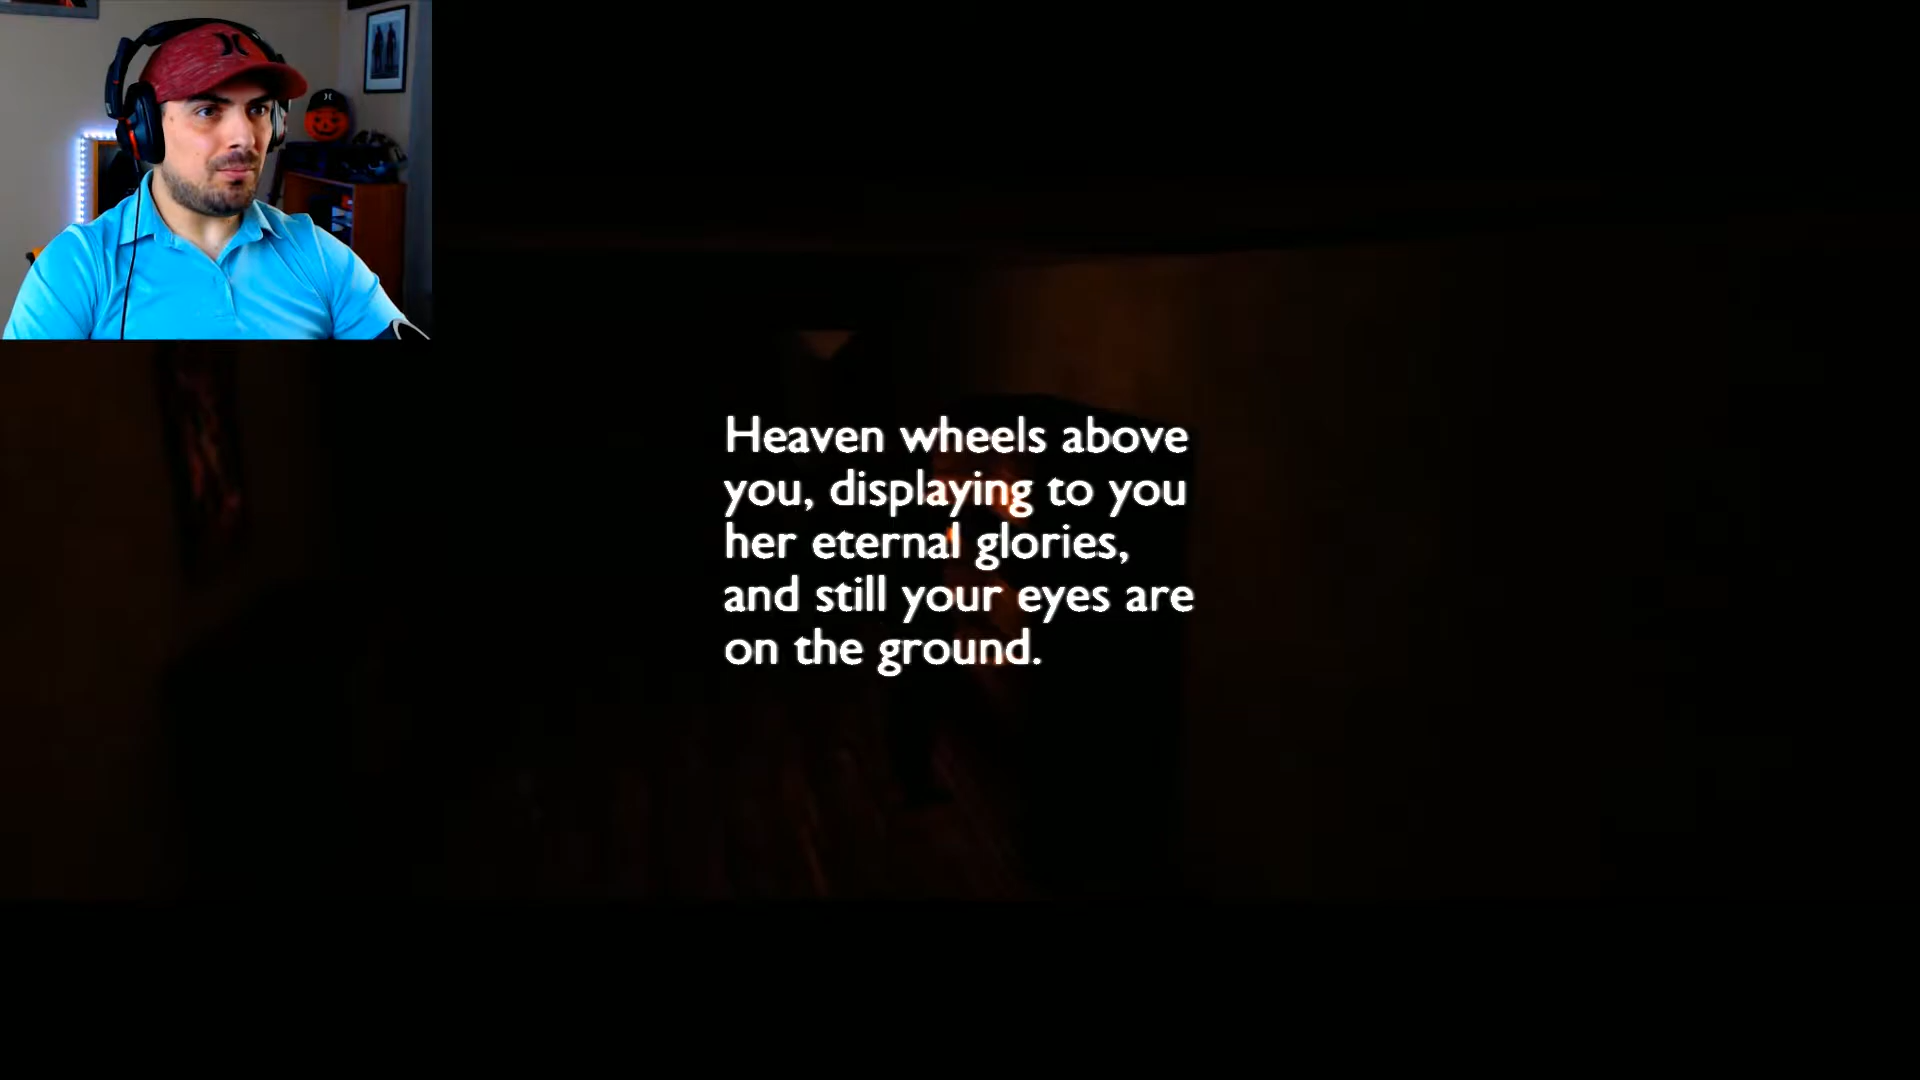 Heaven wheels above
you, displaying to you
her eternal glories,
and still your eyes are
on the ground.